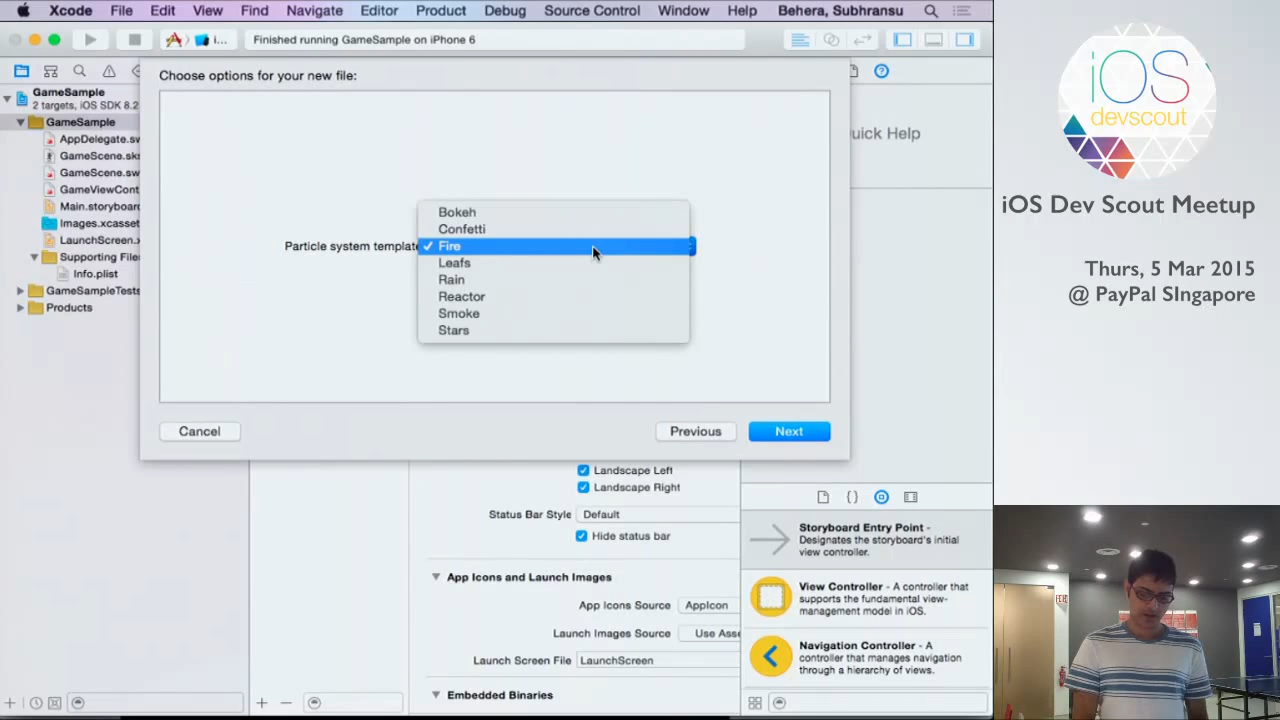 Xcode File Edit View Find Navigate Editor Product Debug Source Control Window Help Behera, Subhransu
i... Finished running GameSample on iPhone 6
Choose options for your new file:
GameSample
2 targets, iOS SDK 8.2
GameSample
AppDelegate.sw
GameScene.sks
GameScene.sw
GameViewCont
Main.storyboard
Images.xcasset
LaunchScreen.x
Supporting Files
Info.plist
GameSampleTests
Products
Particle system template
Bokeh
Confetti
✓ Fire
Leafs
Rain
Reactor
Smoke
Stars
Cancel
Previous
Next
Quick Help
Landscape Left
Landscape Right
Status Bar Style Default
Hide status bar
App Icons and Launch Images
App Icons Source AppIcon
Launch Images Source Use Asse
Launch Screen File LaunchScreen
Embedded Binaries
{ }
Storyboard Entry Point -
Designates the storyboard's initial
view controller.
View Controller - A controller that
supports the fundamental view-
management model in iOS.
Navigation Controller - A
controller that manages navigation
through a hierarchy of views.
iOS
devscout
iOS Dev Scout Meetup
Thurs, 5 Mar 2015
@ PayPal SIngapore